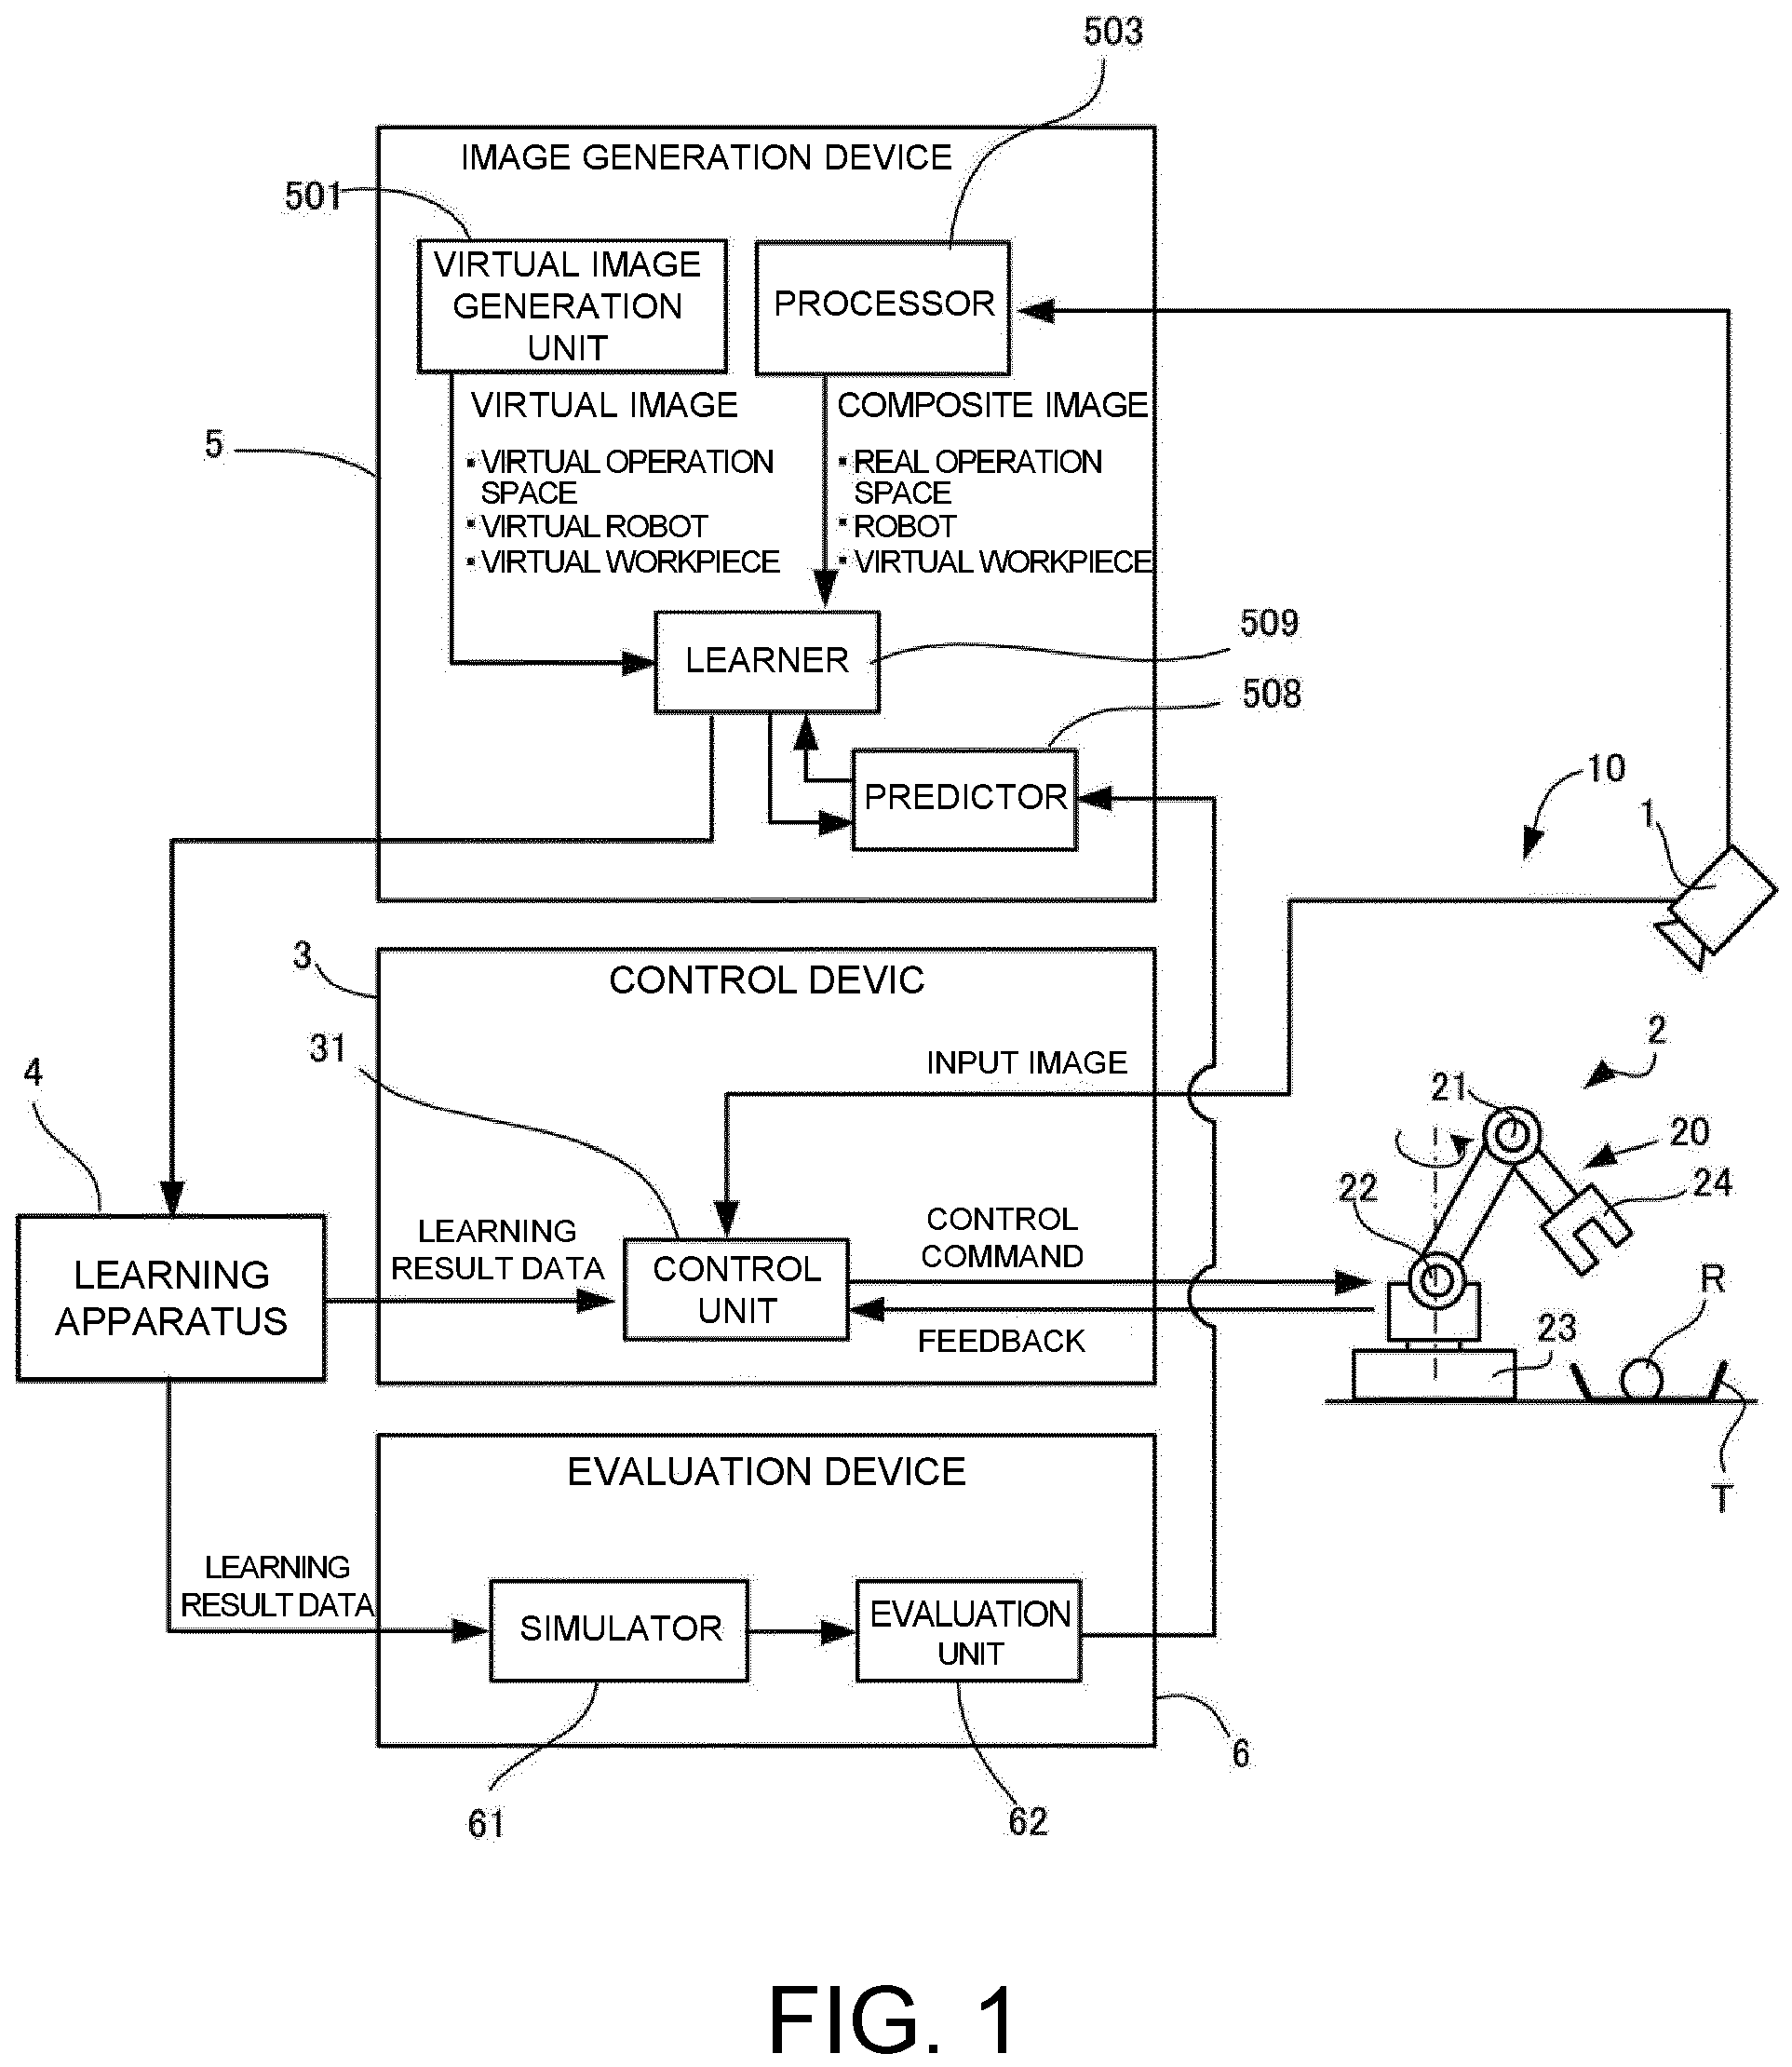 503
IMAGE GENERATION DEVICE
501
VIRTUAL IMAGE
GENERATION
UNIT
PROCESSOR
VIRTUAL IMAGE
▪ VIRTUAL OPERATION
SPACE
▪ VIRTUAL ROBOT
▪ VIRTUAL WORKPIECE
COMPOSITE IMAGE
▪ REAL OPERATION
SPACE
▪ ROBOT
▪ VIRTUAL WORKPIECE
5
LEARNER
509
508
PREDICTOR
10
1
3
CONTROL DEVIC
31
INPUT IMAGE
2
21
20
24
22
4
LEARNING
APPARATUS
LEARNING
RESULT DATA
CONTROL
UNIT
CONTROL
COMMAND
FEEDBACK
R
23
T
EVALUATION DEVICE
LEARNING
RESULT DATA
SIMULATOR
EVALUATION
UNIT
6
61
62
FIG. 1